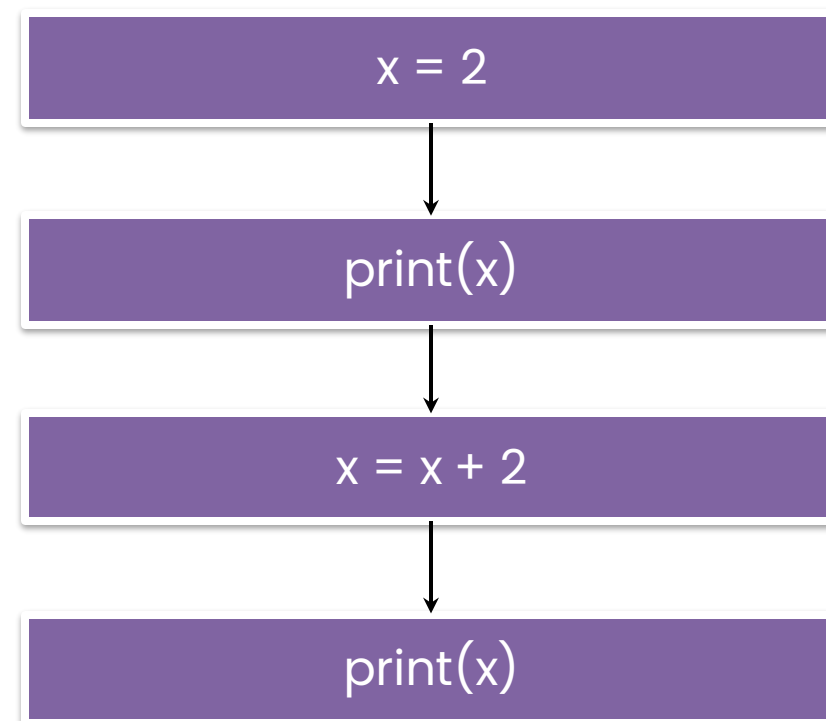 x = 2
print(x)
x = x + 2
print(x)